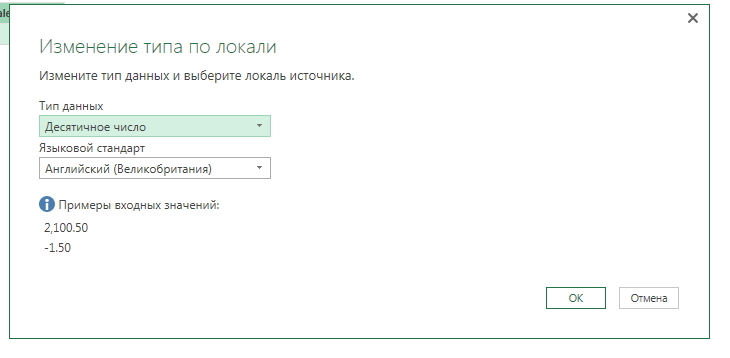 Изменение типа по локали
Измените тип данных и выберите локаль источника.
Тип данных
Десятичное число
Языковой стандарт
Английский (Великобритания)
Примеры входных значений:
2,100.50
-1.50
ОК
Отмена